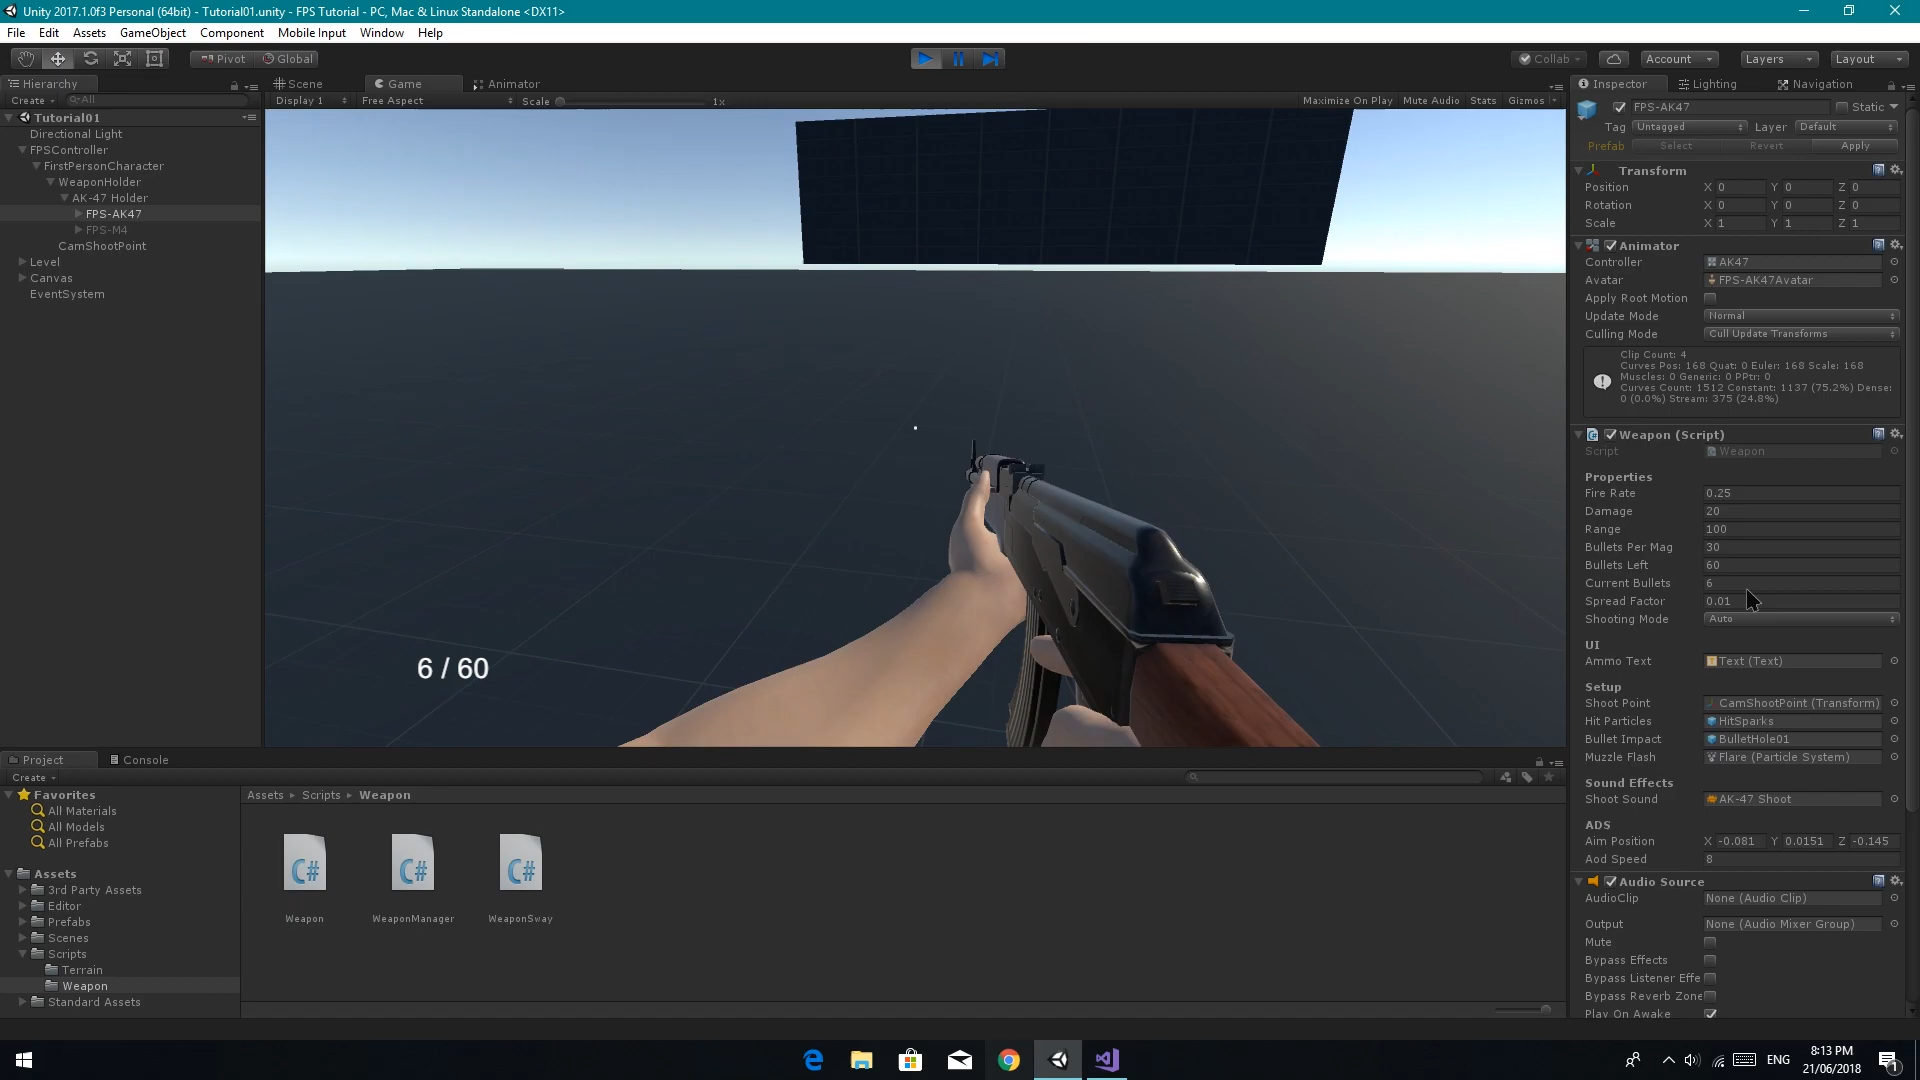 Unity 2017.1.0f3 Personal (64bit) - Tutorial01.unity - FPS Tutorial - PC, Mac & Linux Standalone <DX11>
File Edit Assets GameObject Component Mobile Input Window Help
Pivot Global Collab Account Layers Layout
Hierarchy
Create All
Tutorial01
Directional Light
FPSController
FirstPersonCharacter
WeaponHolder
AK-47 Holder
FPS-AK47
FPS-M4
CamShootPoint
Level
Canvas
EventSystem
Scene Game Animator
Display 1 Free Aspect Scale 1x Maximize On Play Mute Audio Stats Gizmos
6 / 60
Inspector Lighting Navigation
FPS-AK47 Static
Tag Untagged Layer Default
Prefab Select Revert Apply
Transform
Position X 0 Y 0 Z 0
Rotation X 0 Y 0 Z 0
Scale X 1 Y 1 Z 1
Animator
Controller AK47
Avatar FPS-AK47Avatar
Apply Root Motion
Update Mode Normal
Culling Mode Cull Update Transforms
Clip Count: 4
Curves Pos: 168 Quat: 0 Euler: 168 Scale: 168
Muscles: 0 Generic: 0 PPtr: 0
Curves Count: 1512 Constant: 1137 (75.2%) Dense:
0 (0.0%) Stream: 375 (24.8%)
Weapon (Script)
Script Weapon
Properties
Fire Rate 0.25
Damage 20
Range 100
Bullets Per Mag 30
Bullets Left 60
Current Bullets 6
Spread Factor 0.01
Shooting Mode Auto
UI
Ammo Text Text (Text)
Setup
Shoot Point CamShootPoint (Transform)
Hit Particles HitSparks
Bullet Impact BulletHole01
Muzzle Flash Flare (Particle System)
Sound Effects
Shoot Sound AK-47 Shoot
ADS
Aim Position X -0.081 Y 0.0151 Z -0.145
Aod Speed 8
Audio Source
AudioClip None (Audio Clip)
Output None (Audio Mixer Group)
Mute
Bypass Effects
Bypass Listener Effe
Bypass Reverb Zone
Play On Awake
Project Console
Create
Favorites
All Materials
All Models
All Prefabs
Assets
3rd Party Assets
Editor
Prefabs
Scenes
Scripts
Terrain
Weapon
Standard Assets
Assets Scripts Weapon
C# C# C#
Weapon WeaponManager WeaponSway
ENG
8:13 PM
21/06/2018
1